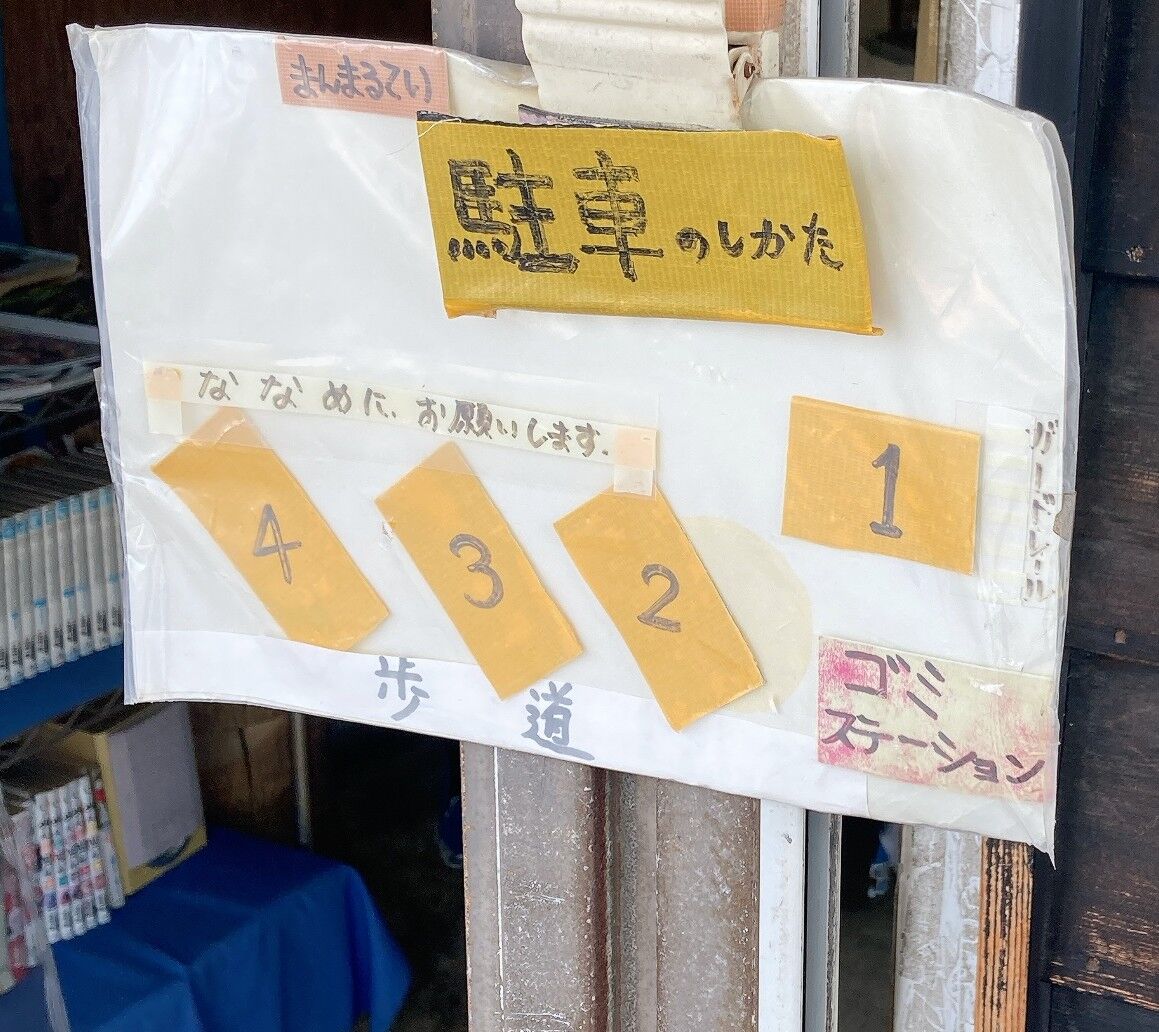 まんまるてい
駐車のしかた
ななめに、お願いします。
4
3
2
1
ガードレール
歩道
ゴミ
ステーション